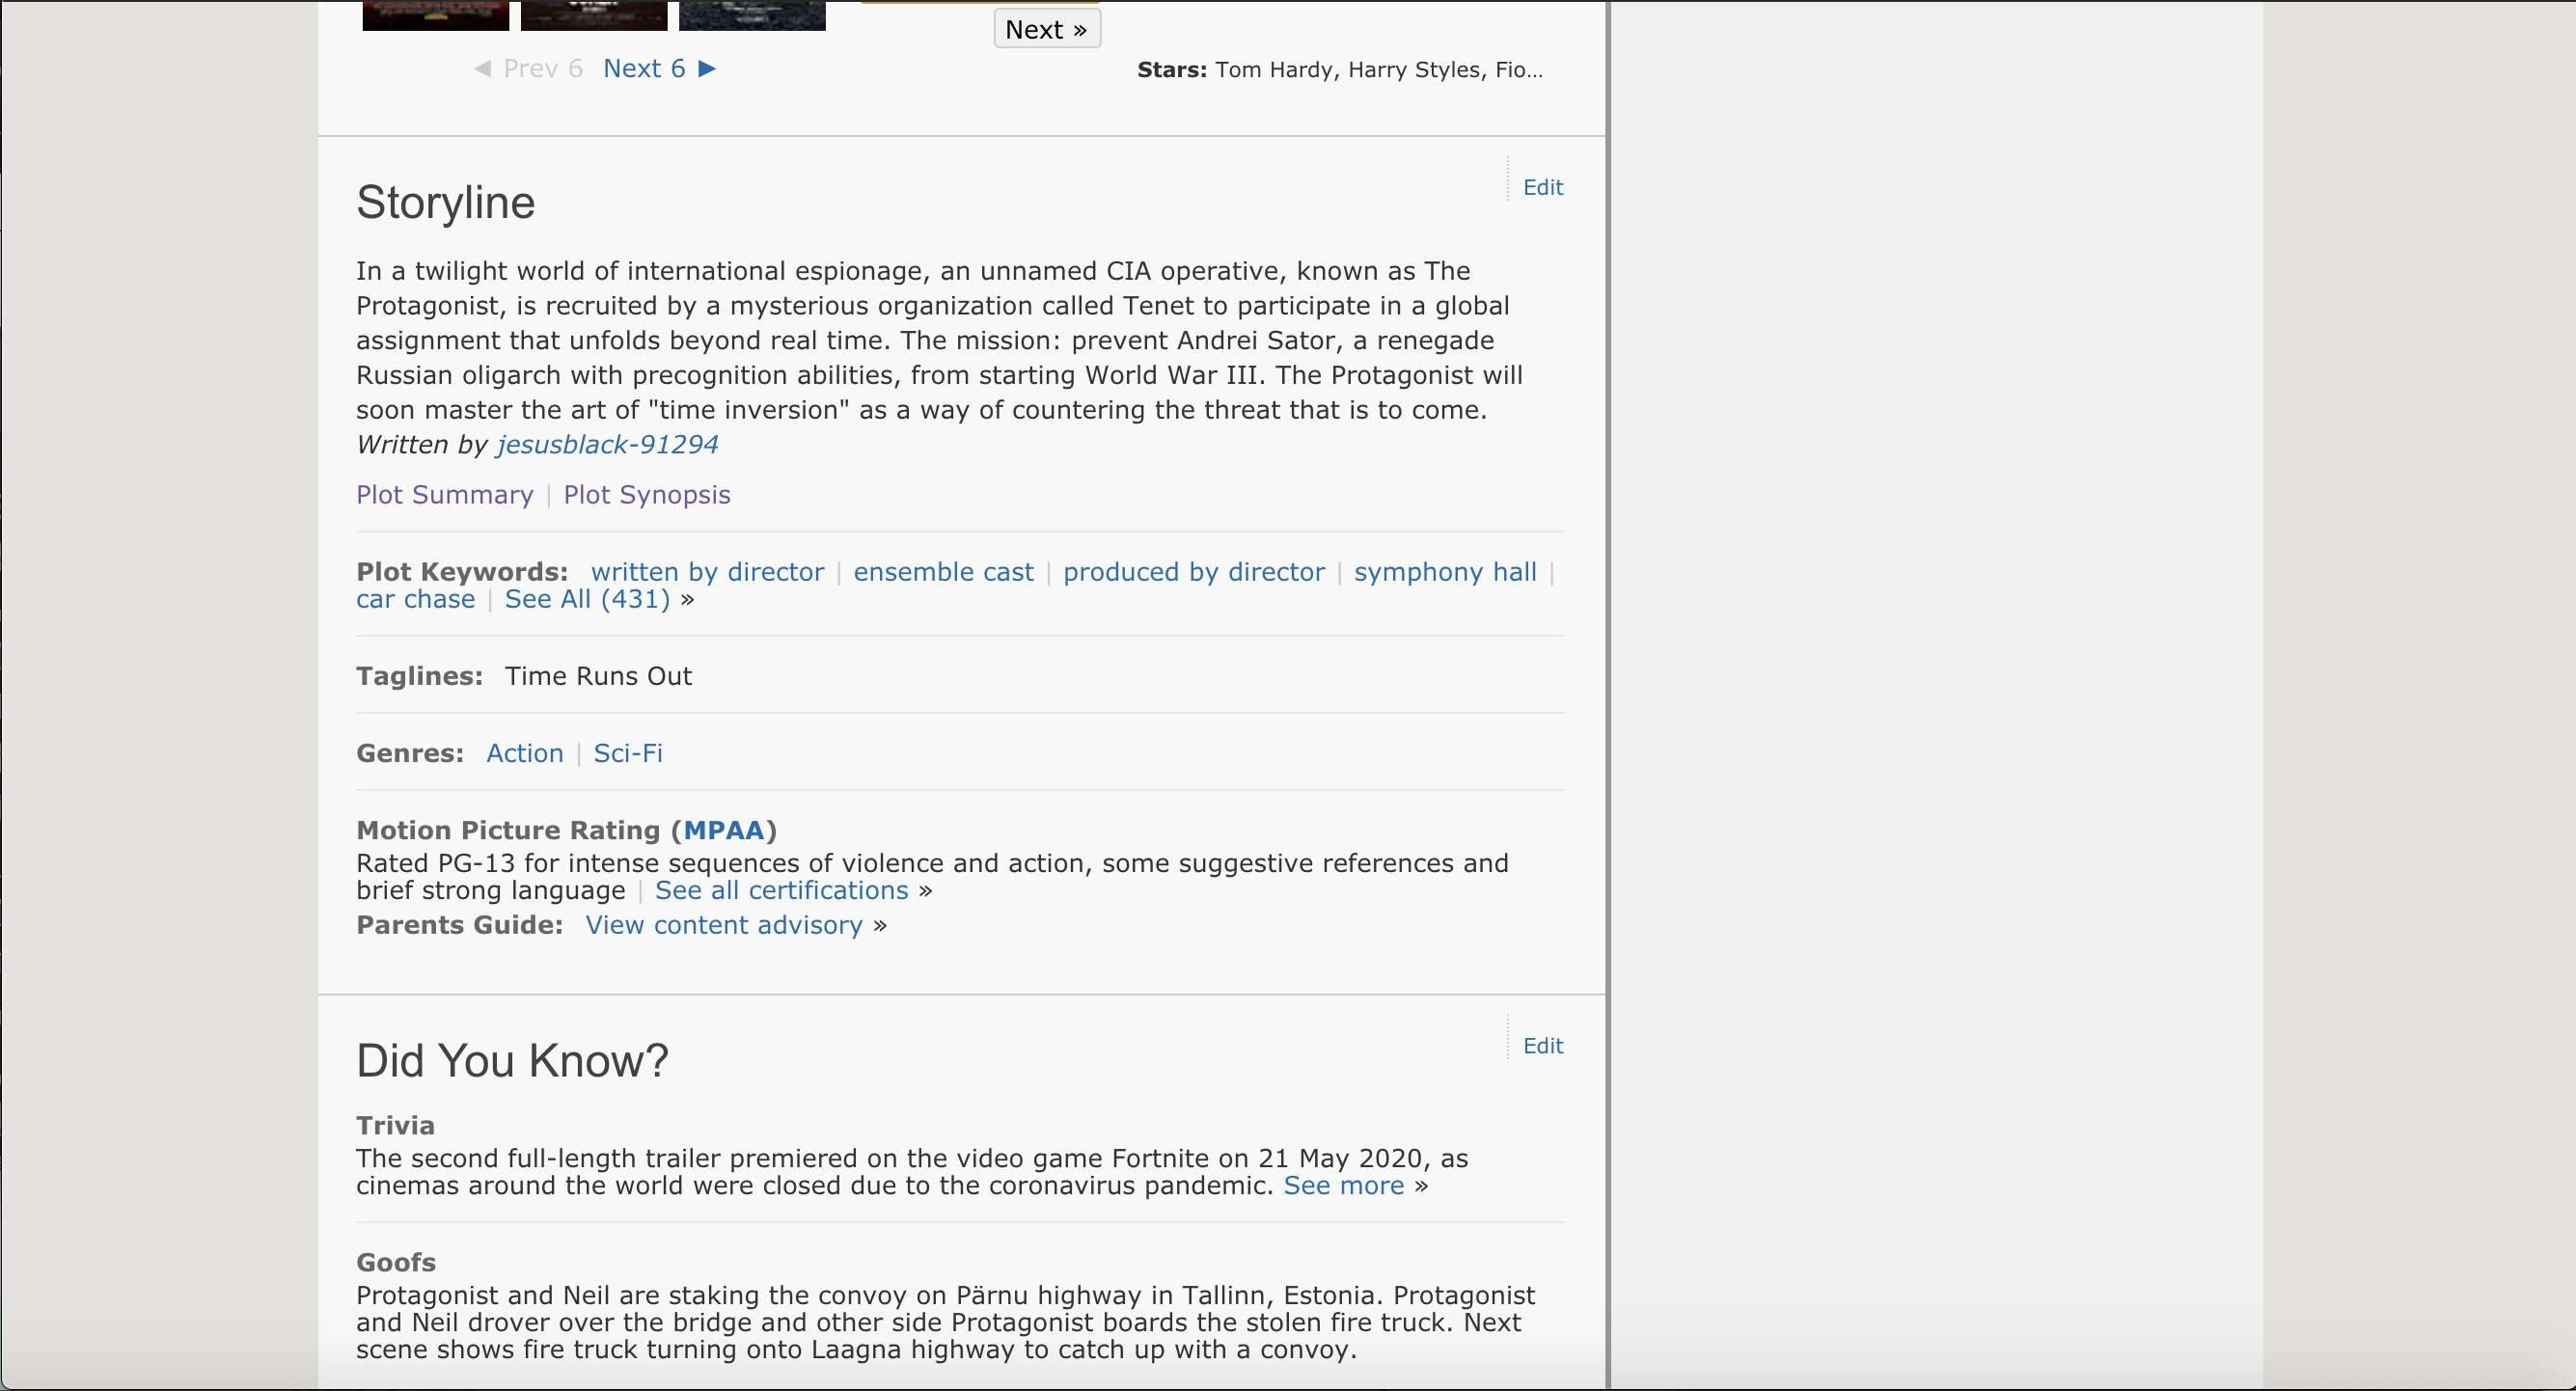 Next »
◀ Prev 6 Next 6 ▶
Stars: Tom Hardy, Harry Styles, Fio...
Storyline
Edit
In a twilight world of international espionage, an unnamed CIA operative, known as The
Protagonist, is recruited by a mysterious organization called Tenet to participate in a global
assignment that unfolds beyond real time. The mission: prevent Andrei Sator, a renegade
Russian oligarch with precognition abilities, from starting World War III. The Protagonist will
soon master the art of "time inversion" as a way of countering the threat that is to come.
Written by jesusblack-91294
Plot Summary | Plot Synopsis
Plot Keywords: written by director | ensemble cast | produced by director | symphony hall |
car chase | See All (431) »
Taglines: Time Runs Out
Genres: Action | Sci-Fi
Motion Picture Rating (MPAA)
Rated PG-13 for intense sequences of violence and action, some suggestive references and
brief strong language | See all certifications »
Parents Guide: View content advisory »
Did You Know?
Edit
Trivia
The second full-length trailer premiered on the video game Fortnite on 21 May 2020, as
cinemas around the world were closed due to the coronavirus pandemic. See more »
Goofs
Protagonist and Neil are staking the convoy on Pärnu highway in Tallinn, Estonia. Protagonist
and Neil drover over the bridge and other side Protagonist boards the stolen fire truck. Next
scene shows fire truck turning onto Laagna highway to catch up with a convoy.